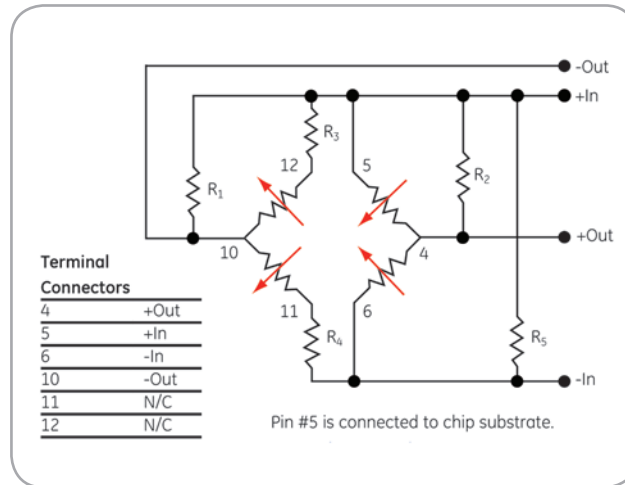 -Out
+In
R3
12
5
R1
R2
10
4
+Out
Terminal
Connectors
4 +Out
5 +In
6 -In
10 -Out
11 N/C
12 N/C
11
6
R4
R5
-In
Pin #5 is connected to chip substrate.